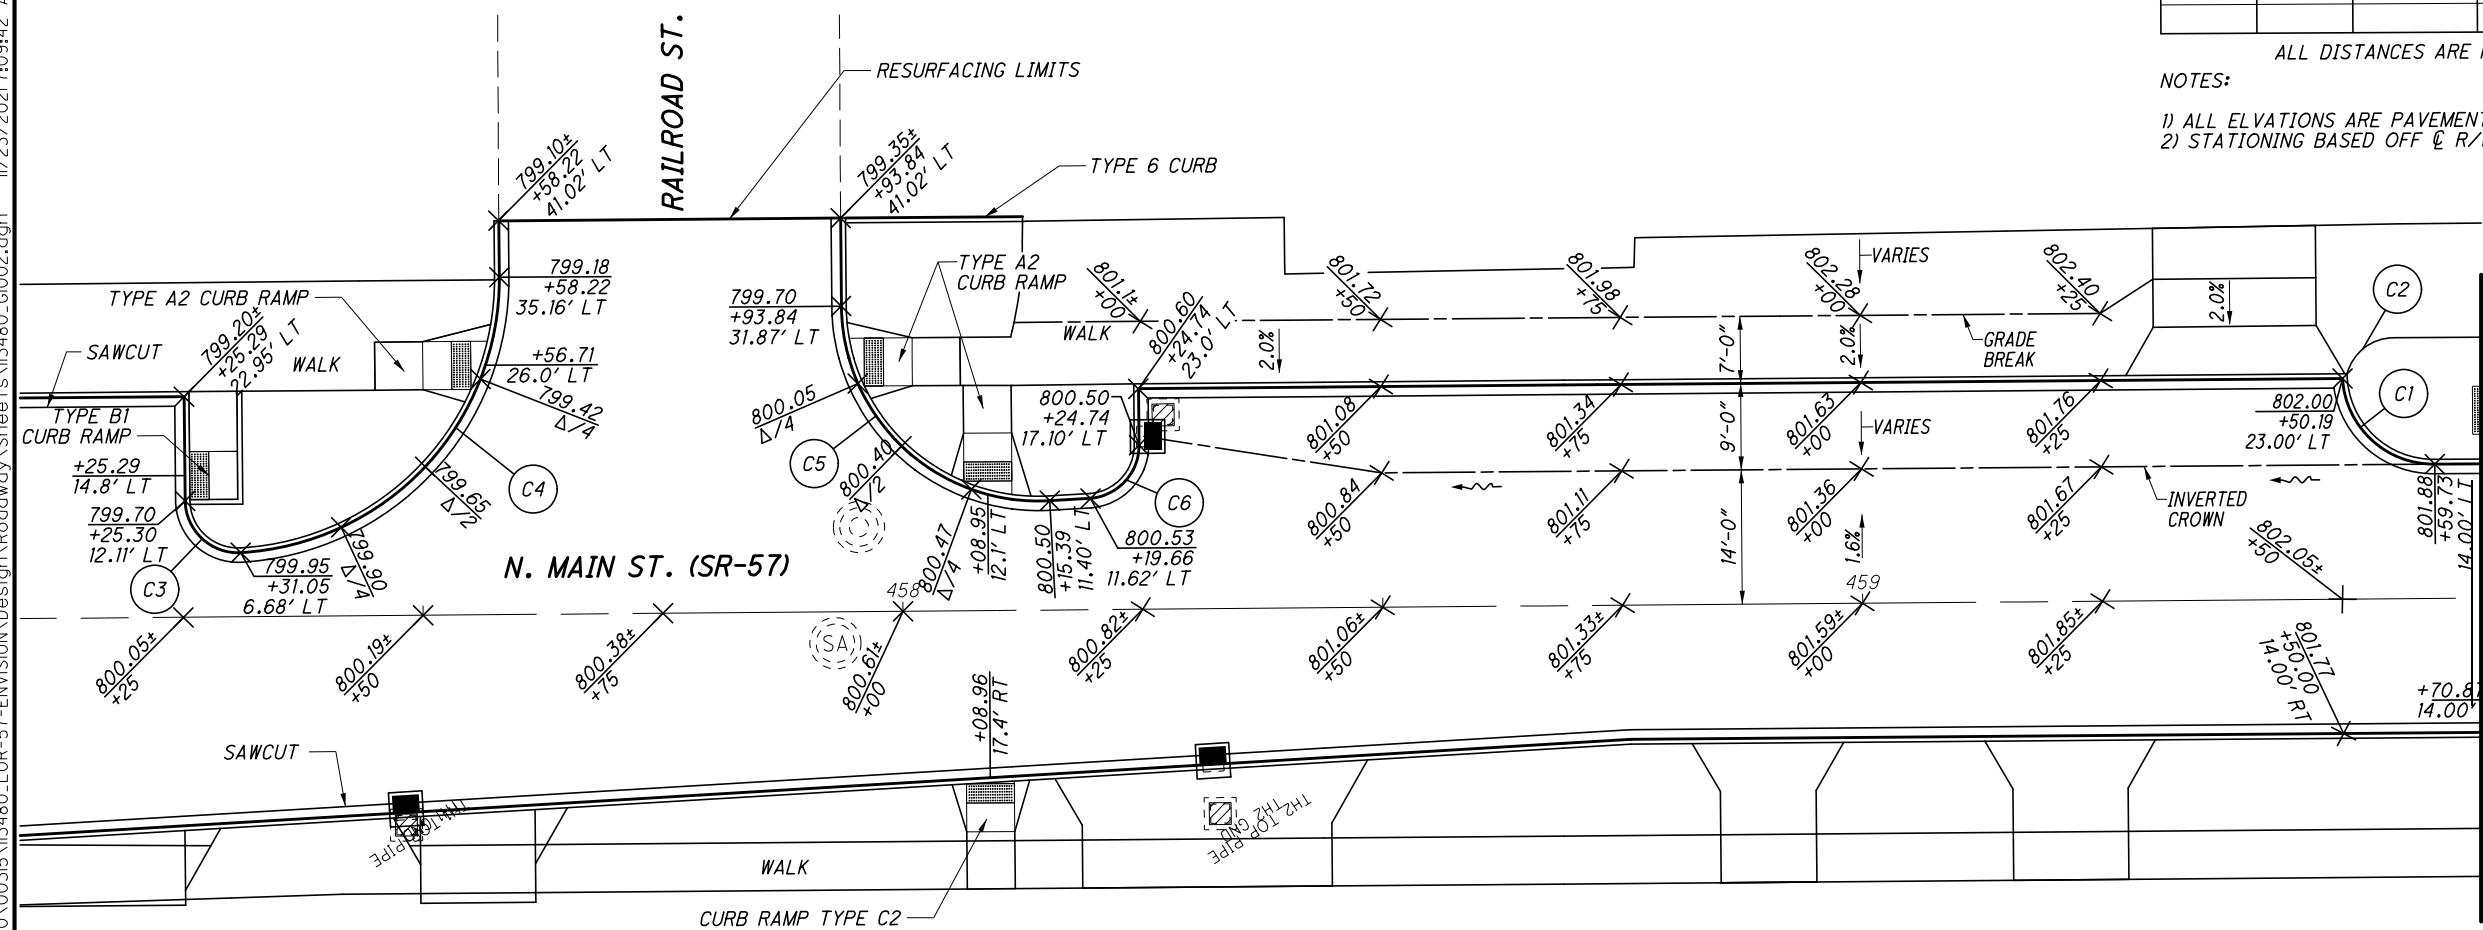 11/23/2021 1:09:42
ALL DISTANCES ARE
NOTES:
1) ALL ELVATIONS ARE PAVEMENT
2) STATIONING BASED OFF ℄ R/
RAILROAD ST.
RESURFACING LIMITS
TYPE 6 CURB
799.10±
+58.22
41.02' LT
799.35±
+93.84
41.02' LT
799.18
+58.22
35.16' LT
TYPE A2 CURB RAMP
799.20±
+25.29
22.95' LT
SAWCUT
WALK
+56.71
26.0' LT
799.42
Δ/4
TYPE B1
CURB RAMP
+25.29
14.8' LT
799.70
+25.30
12.11' LT
C3
799.95
+31.05
6.68' LT
799.90
Δ/4
799.65
Δ/2
C4
799.70
+93.84
31.87' LT
TYPE A2
CURB RAMP
800.05
Δ/4
C5
800.40
Δ/2
800.47
Δ/4
+08.95
12.1' LT
800.50
+15.39
11.40' LT
800.53
+19.66
11.62' LT
C6
800.50
+24.74
17.10' LT
800.60
+24.74
23.0' LT
WALK
801.1±
+00
801.72
+50
801.98
+75
802.28
+00
802.40
+25
VARIES
2.0%
7'-0"
2.0%
GRADE
BREAK
2.0%
C2
C1
801.08
+50
801.34
+75
801.63
+00
801.76
+25
9'-0"
VARIES
802.00
+50.19
23.00' LT
800.84
+50
801.11
+75
801.36
+00
801.67
+25
INVERTED
CROWN
14'-0"
1.6%
802.05±
+50
801.88
+59.73
14.00' LT
N. MAIN ST. (SR-57)
458
459
SA
800.05±
+25
800.19±
+50
800.38±
+75
800.61±
+00
800.82±
+25
801.06±
+50
801.33±
+75
801.59±
+00
801.85±
+25
801.77
+50.00
14.00' RT
+70.8
14.00'
+08.96
17.4' RT
SAWCUT
PIPE
TH2 TOP PIPE
TH2 GND
WALK
CURB RAMP TYPE C2